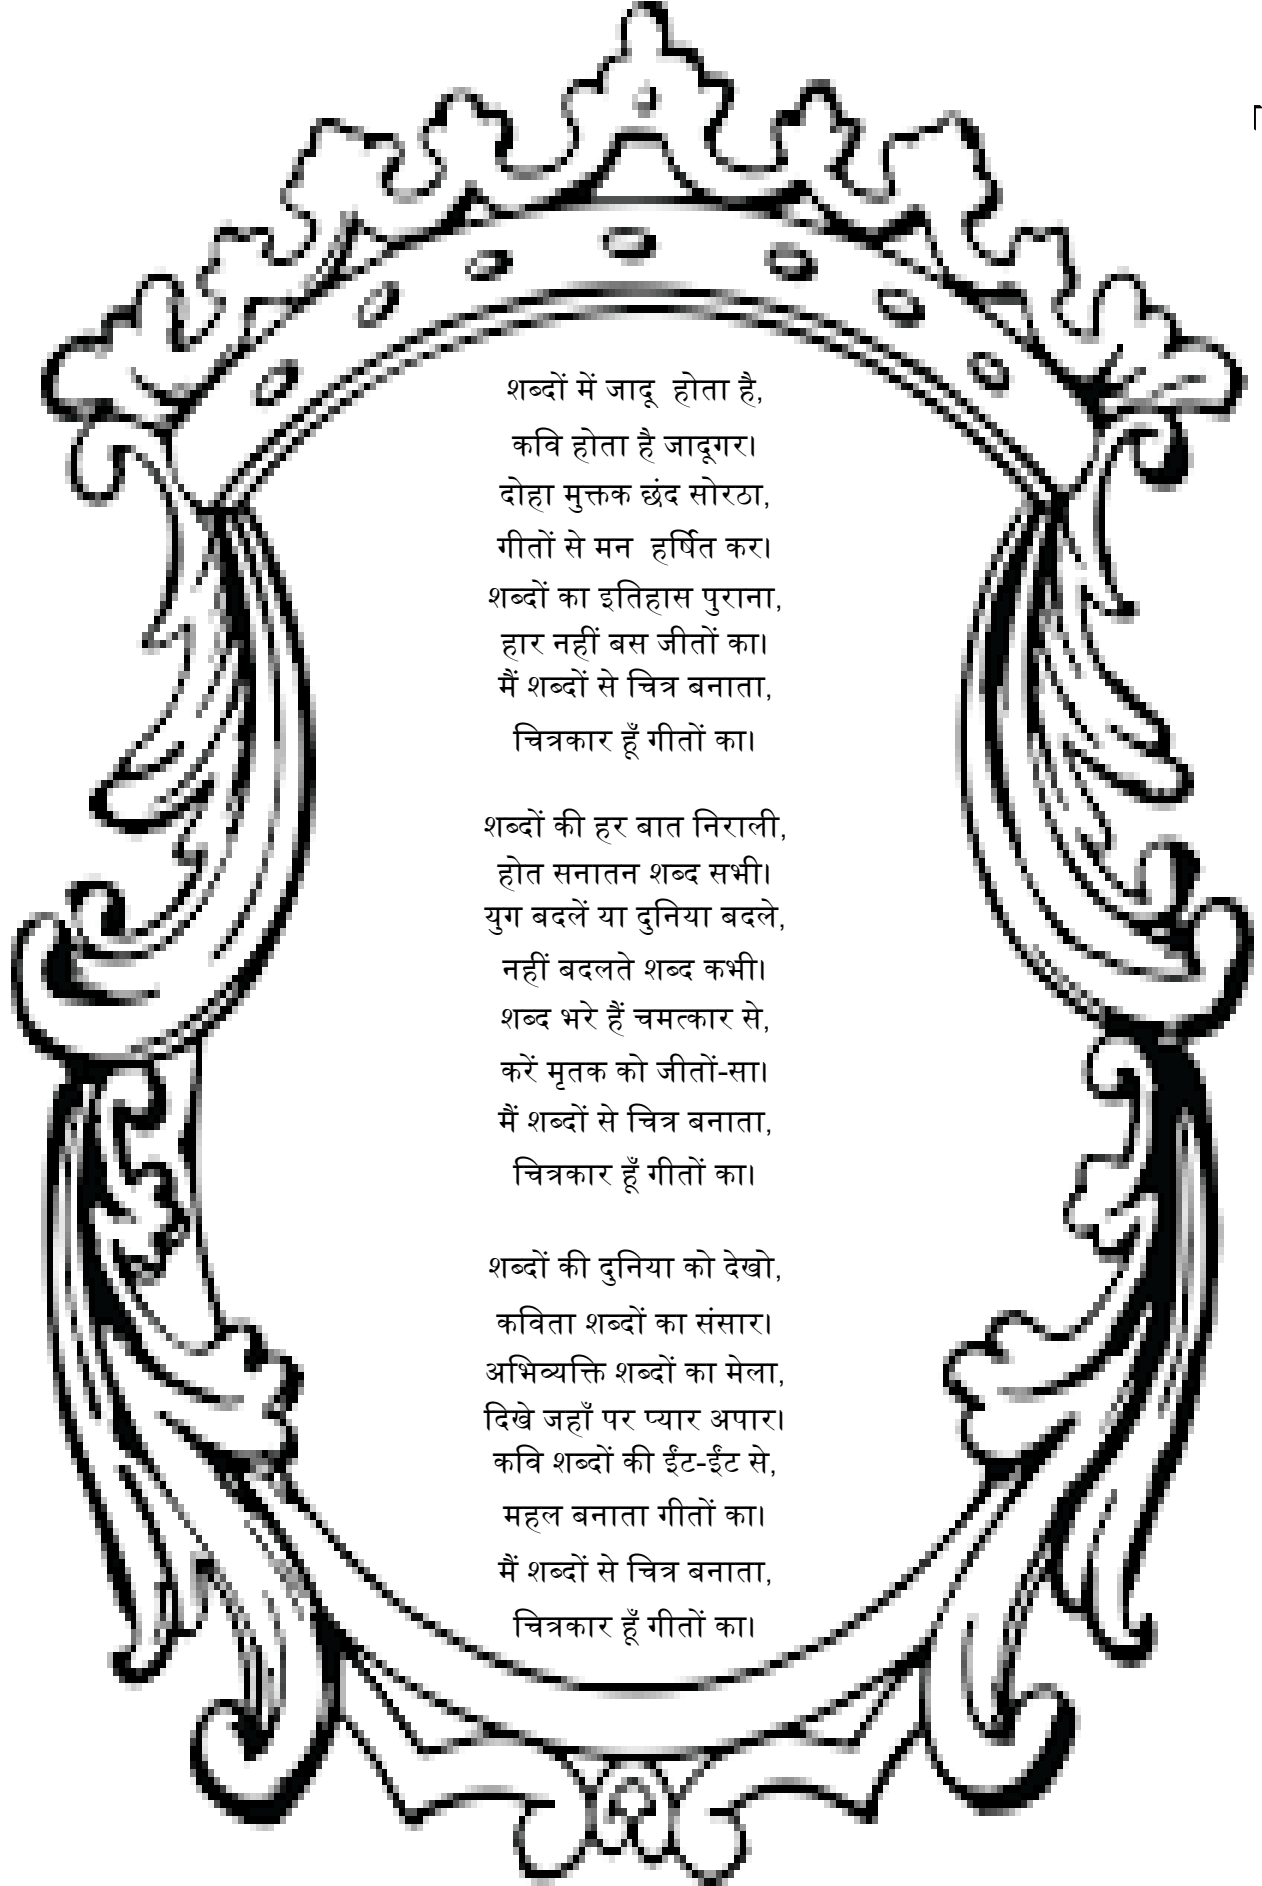 शब्दों में जादू  होता है,
कवि होता है जादूगर।
दोहा मुक्तक छंद सोरठा,
गीतों से मन  हर्षित कर।
शब्दों का इतिहास पुराना,
हार नहीं बस जीतों का।
मैं शब्दों से चित्र बनाता,
चित्रकार हूँ गीतों का।
शब्दों की हर बात निराली,
होत सनातन शब्द सभी।
युग बदलें या दुनिया बदले,
नहीं बदलते शब्द कभी।
शब्द भरे हैं चमत्कार से,
करें मृतक को जीतों-सा।
मैं शब्दों से चित्र बनाता,
चित्रकार हूँ गीतों का।
शब्दों की दुनिया को देखो,
कविता शब्दों का संसार।
अभिव्यक्ति शब्दों का मेला,
दिखे जहाँ पर प्यार अपार।
कवि शब्दों की ईंट-ईंट से,
महल बनाता गीतों का।
मैं शब्दों से चित्र बनाता,
चित्रकार हूँ गीतों का।